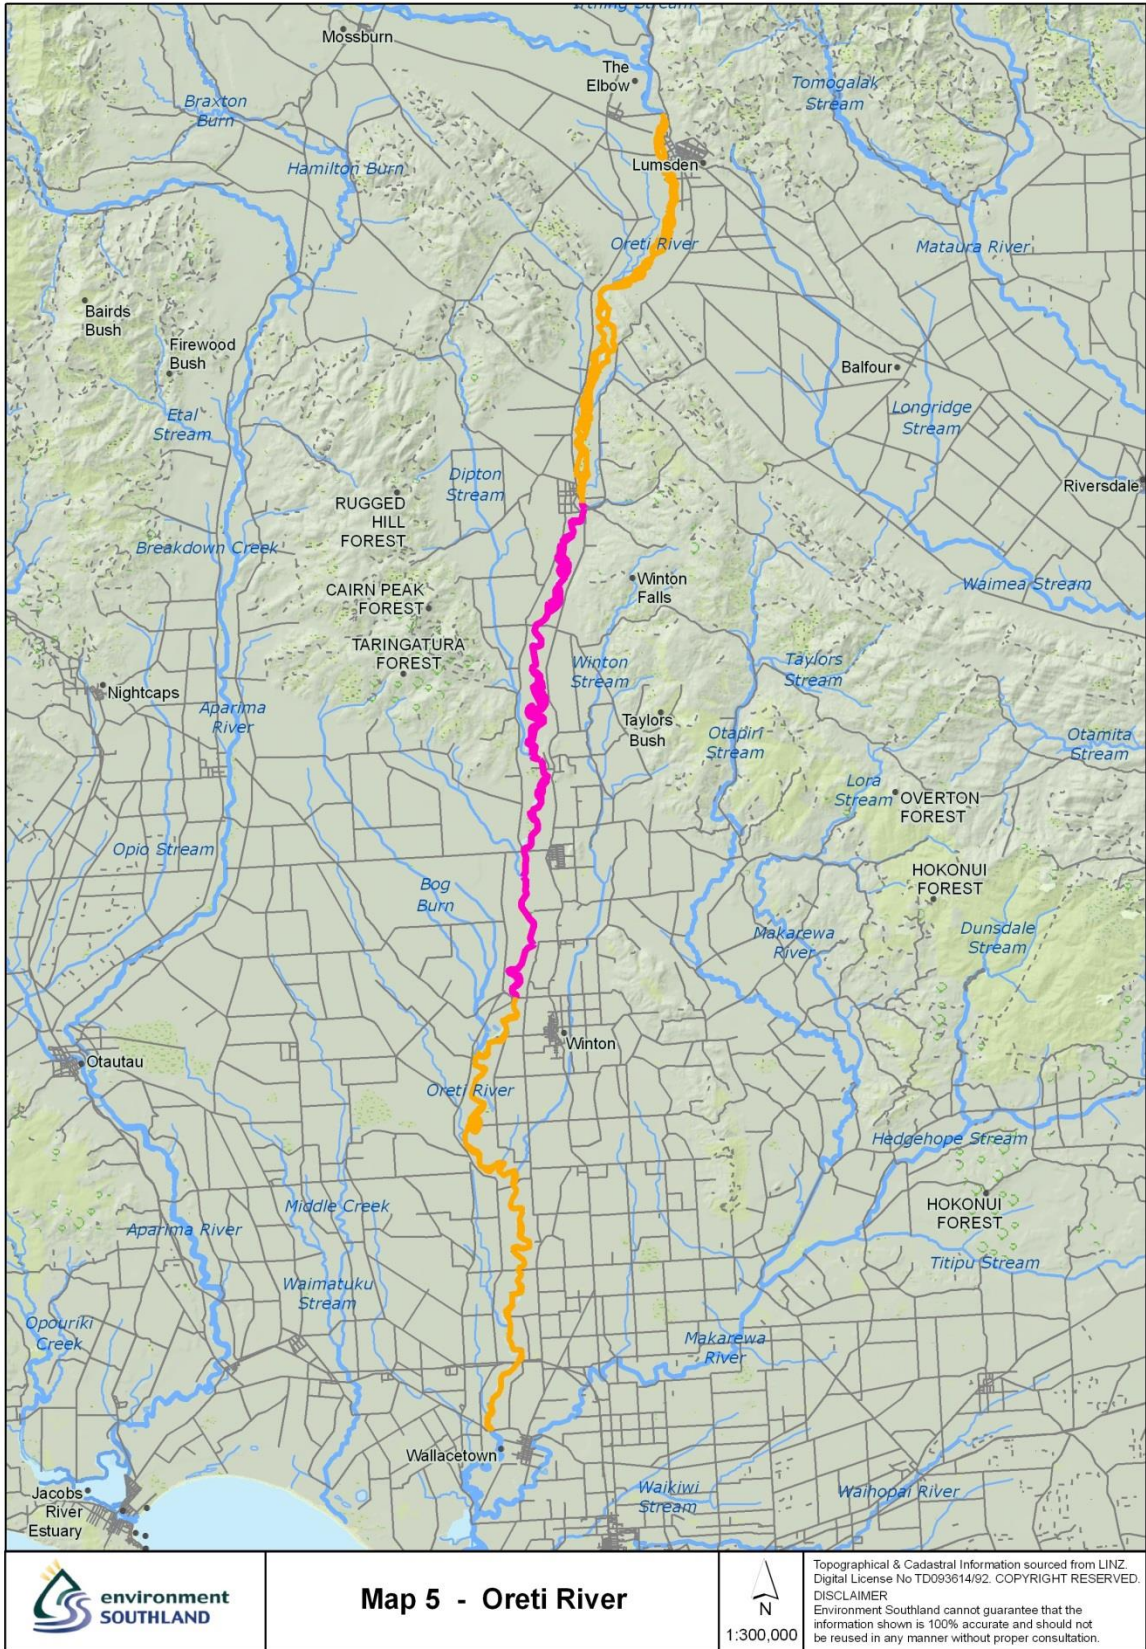 Irthing Stream
Mossburn
The
Elbow
Tomogalak
Stream
Braxton
Burn
Hamilton Burn
Lumsden
Oreti River
Mataura River
Bairds
Bush
Firewood
Bush
Balfour
Etal
Stream
Longridge
Stream
Dipton
Stream
Riversdale
RUGGED
HILL
FOREST
Breakdown Creek
Winton
Falls
Waimea Stream
CAIRN PEAK
FOREST
TARINGATURA
FOREST
Winton
Stream
Taylors
Stream
Nightcaps
Aparima
River
Taylors
Bush
Otapiri
Stream
Otamita
Stream
Lora
Stream
OVERTON
FOREST
Opio Stream
Bog
Burn
HOKONUI
FOREST
Makarewa
River
Dunsdale
Stream
Winton
Otautau
Oreti River
Hedgehope Stream
Middle Creek
HOKONUI
FOREST
Aparima River
Titipu Stream
Waimatuku
Stream
Opouriki
Creek
Makarewa
River
Wallacetown
Waikiwi
Stream
Waihopai River
Jacobs
River
Estuary
environment
SOUTHLAND
Map 5 - Oreti River
N
1:300,000
Topographical & Cadastral Information sourced from LINZ.
Digital License No TD093614/92. COPYRIGHT RESERVED.
DISCLAIMER
Environment Southland cannot guarantee that the
information shown is 100% accurate and should not
be reused in any manner without proper consultation.